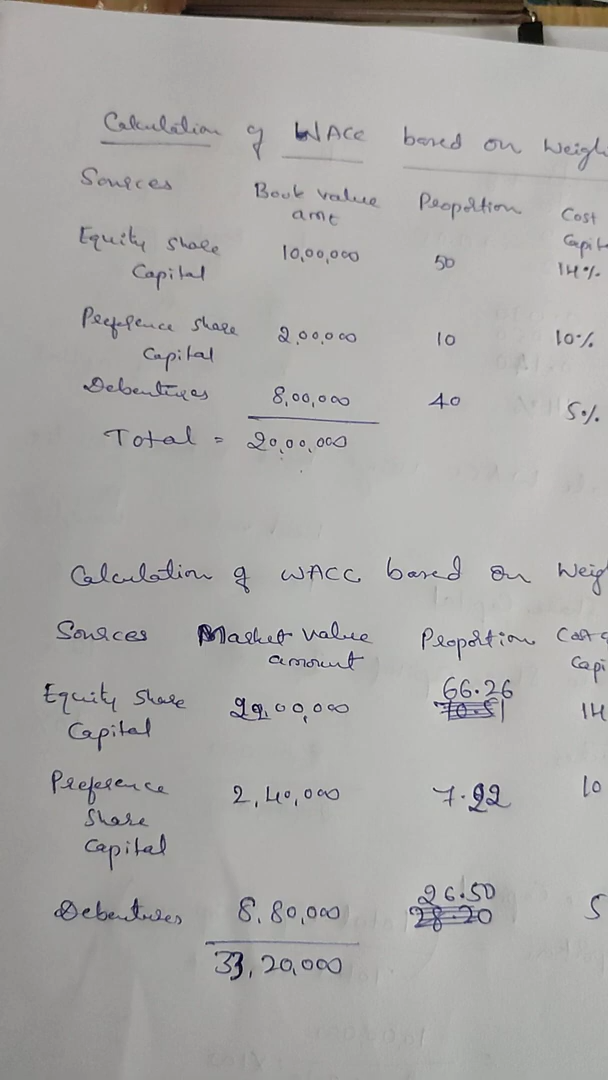 Calculation of WACC based on Weigh
Sources Book value Proportion Cost
amt Capit
Equity share 10,00,000 50 14%
Capital
Preference share 2,00,000 10 10%
Capital
Debentures 8,00,000 40 5%
Total = 20,00,000
Calculation of WACC based on Weig
Sources Market value Proportion Cost o
amount Capi
Equity share 22,00,000 66.26 14
Capital
Preference 2,40,000 7.22 10
Share
Capital
Debentures 8,80,000 26.50 5
28.20
33,20,000